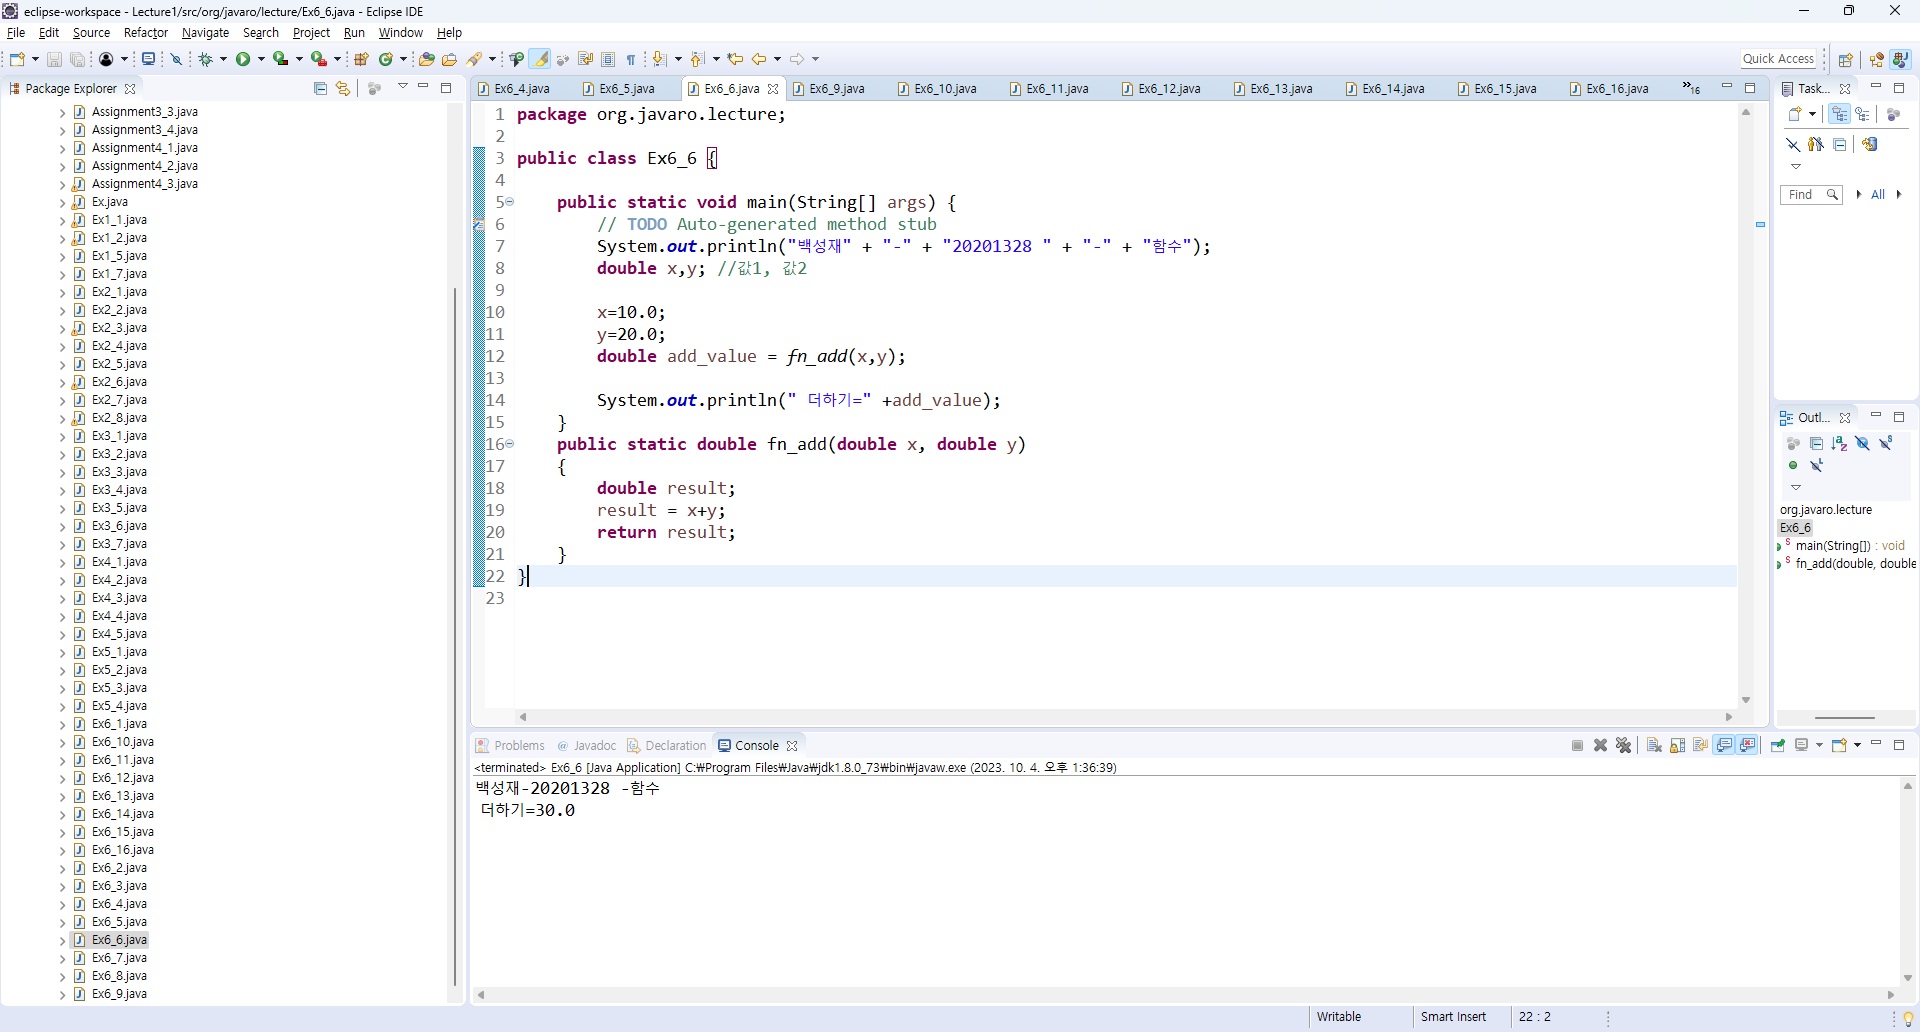 eclipse-workspace - Lecture1/src/org/javaro/lecture/Ex6_6.java - Eclipse IDE
File Edit Source Refactor Navigate Search Project Run Window Help
Quick Access
Package Explorer
Assignment3_3.java
Assignment3_4.java
Assignment4_1.java
Assignment4_2.java
Assignment4_3.java
Ex.java
Ex1_1.java
Ex1_2.java
Ex1_5.java
Ex1_7.java
Ex2_1.java
Ex2_2.java
Ex2_3.java
Ex2_4.java
Ex2_5.java
Ex2_6.java
Ex2_7.java
Ex2_8.java
Ex3_1.java
Ex3_2.java
Ex3_3.java
Ex3_4.java
Ex3_5.java
Ex3_6.java
Ex3_7.java
Ex4_1.java
Ex4_2.java
Ex4_3.java
Ex4_4.java
Ex4_5.java
Ex5_1.java
Ex5_2.java
Ex5_3.java
Ex5_4.java
Ex6_1.java
Ex6_10.java
Ex6_11.java
Ex6_12.java
Ex6_13.java
Ex6_14.java
Ex6_15.java
Ex6_16.java
Ex6_2.java
Ex6_3.java
Ex6_4.java
Ex6_5.java
Ex6_6.java
Ex6_7.java
Ex6_8.java
Ex6_9.java
Ex6_4.java Ex6_5.java Ex6_6.java Ex6_9.java Ex6_10.java Ex6_11.java Ex6_12.java Ex6_13.java Ex6_14.java Ex6_15.java Ex6_16.java »16
1 package org.javaro.lecture;
2
3 public class Ex6_6 {
4
5 public static void main(String[] args) {
6 // TODO Auto-generated method stub
7 System.out.println("백성재" + "-" + "20201328 " + "-" + "함수");
8 double x,y; //값1, 값2
9
10 x=10.0;
11 y=20.0;
12 double add_value = fn_add(x,y);
13
14 System.out.println(" 더하기=" +add_value);
15 }
16 public static double fn_add(double x, double y)
17 {
18 double result;
19 result = x+y;
20 return result;
21 }
22 }
23
Task...
Find All
Outl...
org.javaro.lecture
Ex6_6
main(String[]) : void
fn_add(double, double
Problems @ Javadoc Declaration Console
<terminated> Ex6_6 [Java Application] C:₩Program Files₩Java₩jdk1.8.0_73₩bin₩javaw.exe (2023. 10. 4. 오후 1:36:39)
백성재-20201328 -함수
더하기=30.0
Writable Smart Insert 22 : 2